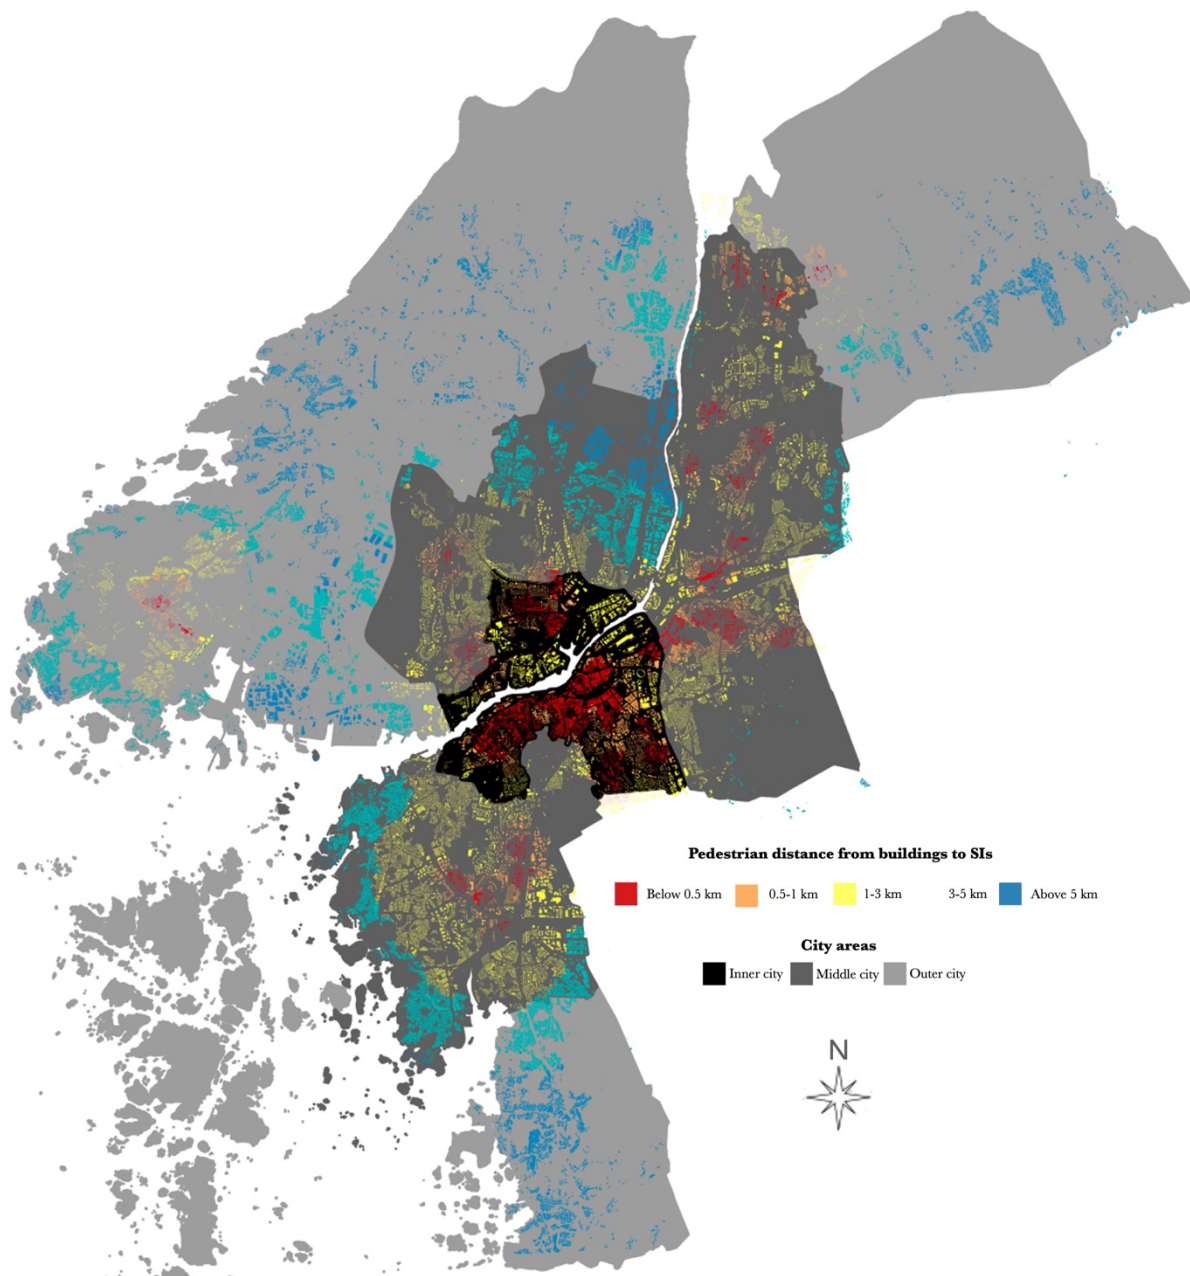 Pedestrian distance from buildings to SIs
Below 0.5 km 0.5-1 km 1-3 km 3-5 km Above 5 km
City areas
Inner city Middle city Outer city
N